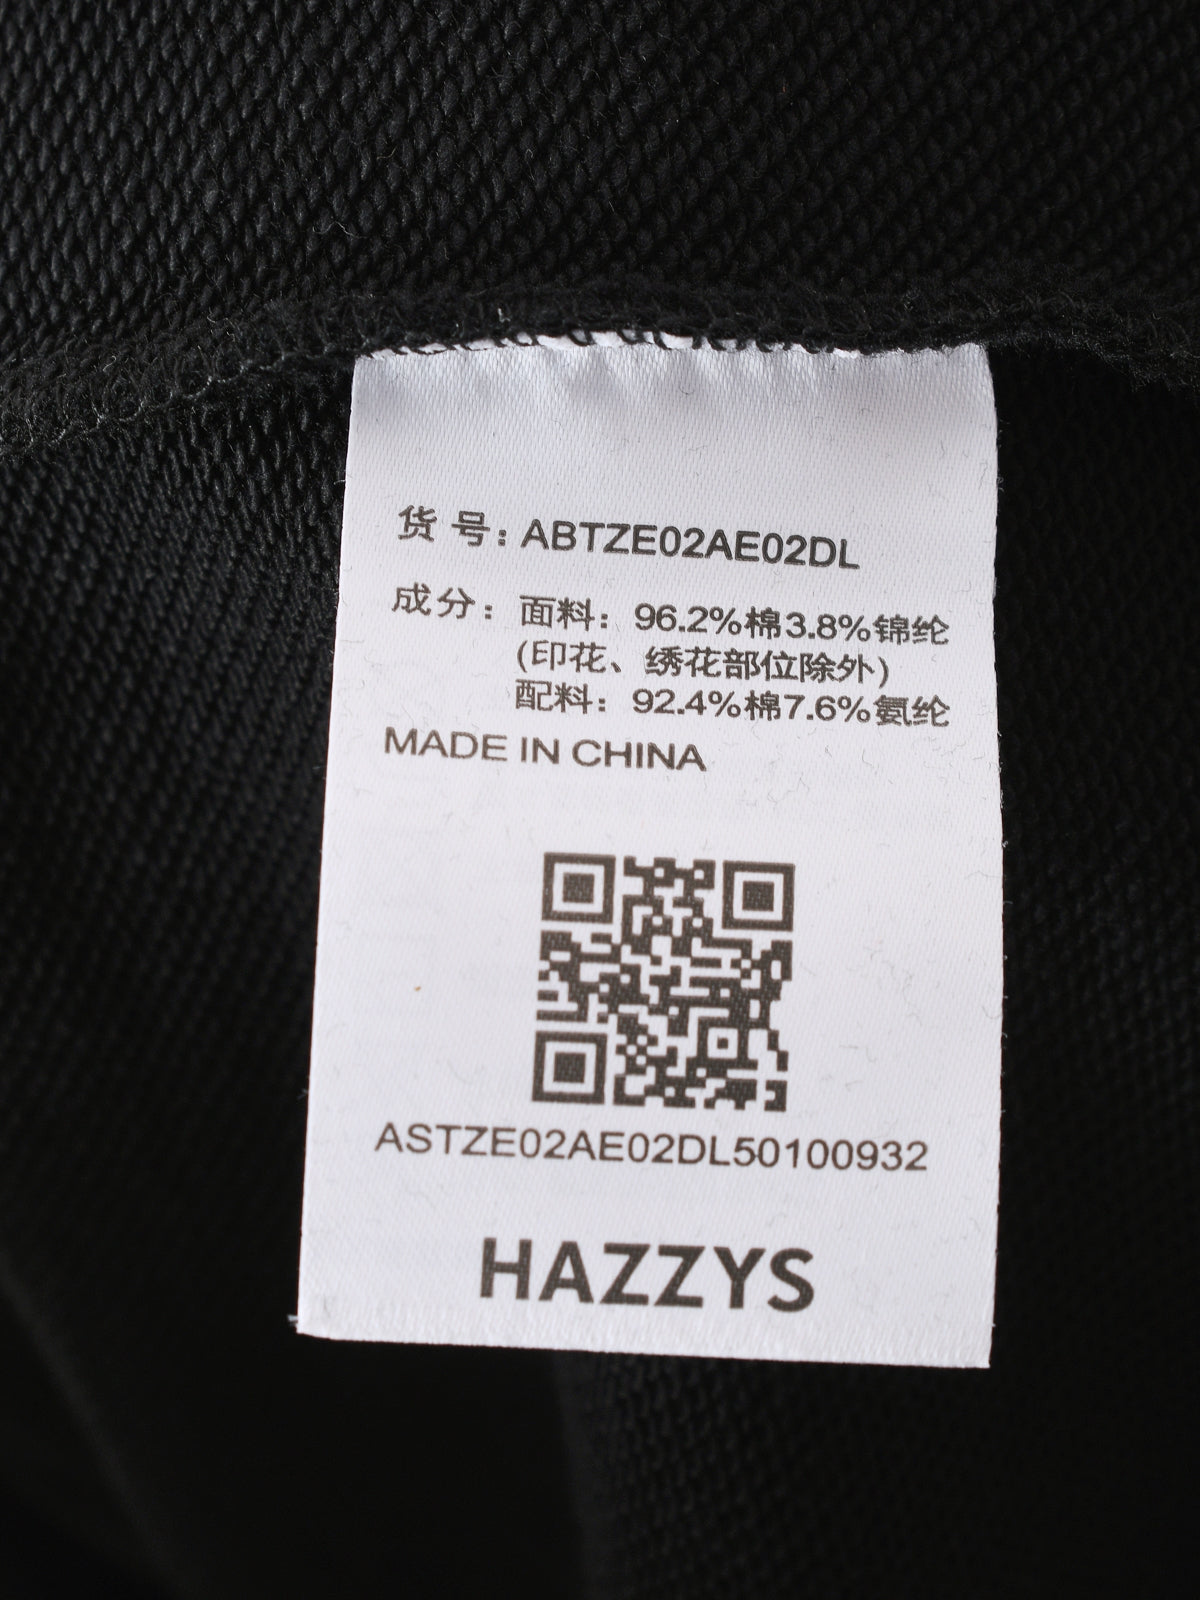 货 号: ABTZE02AE02DL
成分: 面料: 96.2%棉3.8%锦纶
(印花、绣花部位除外)
配料: 92.4%棉7.6%氨纶
MADE IN CHINA
ASTZE02AE02DL50100932
HAZZYS